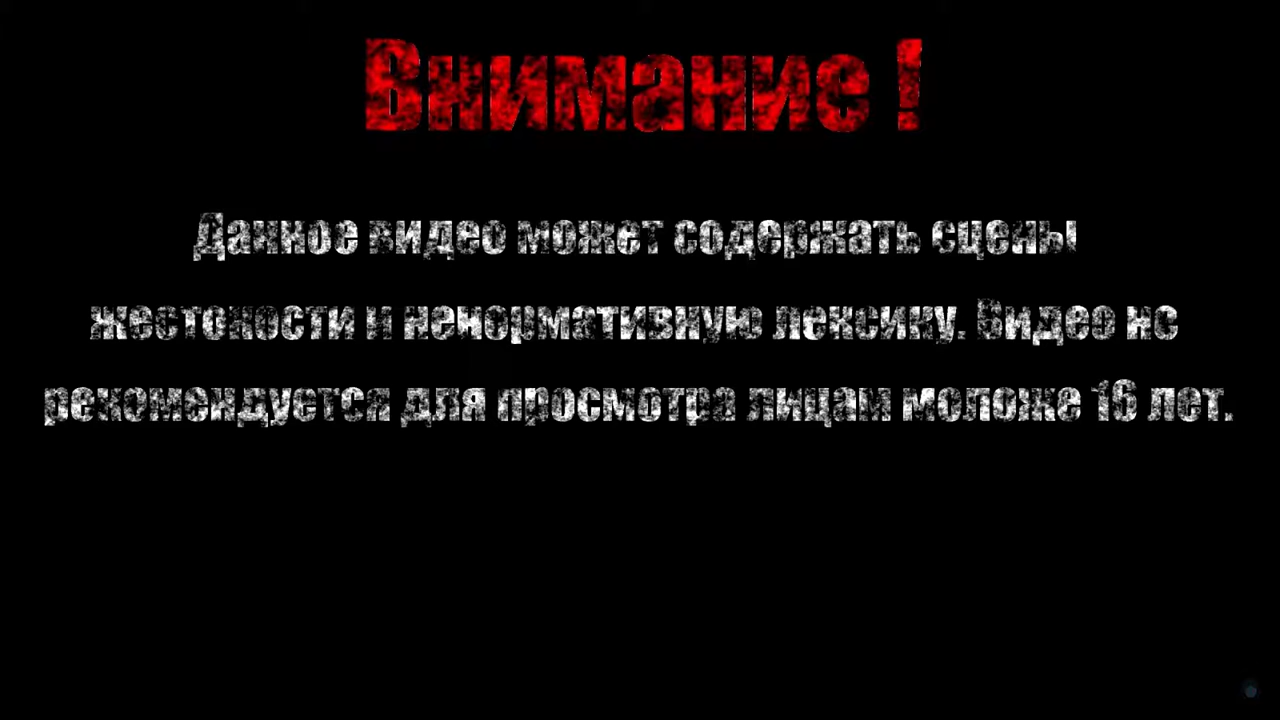 Внимание !
Данное видео может содержать сцены
жестокости и ненормативную лексику. Видео не
рекомендуется для просмотра лицам моложе 16 лет.